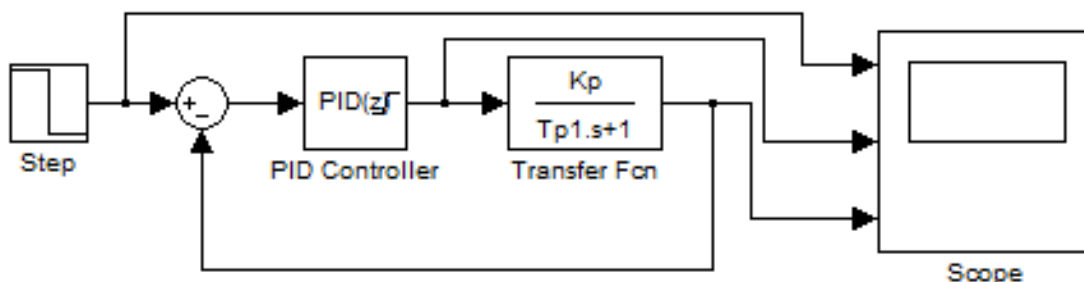 Step
+
−
PID(z)
PID Controller
Kp
Tp1.s+1
Transfer Fcn
Scope